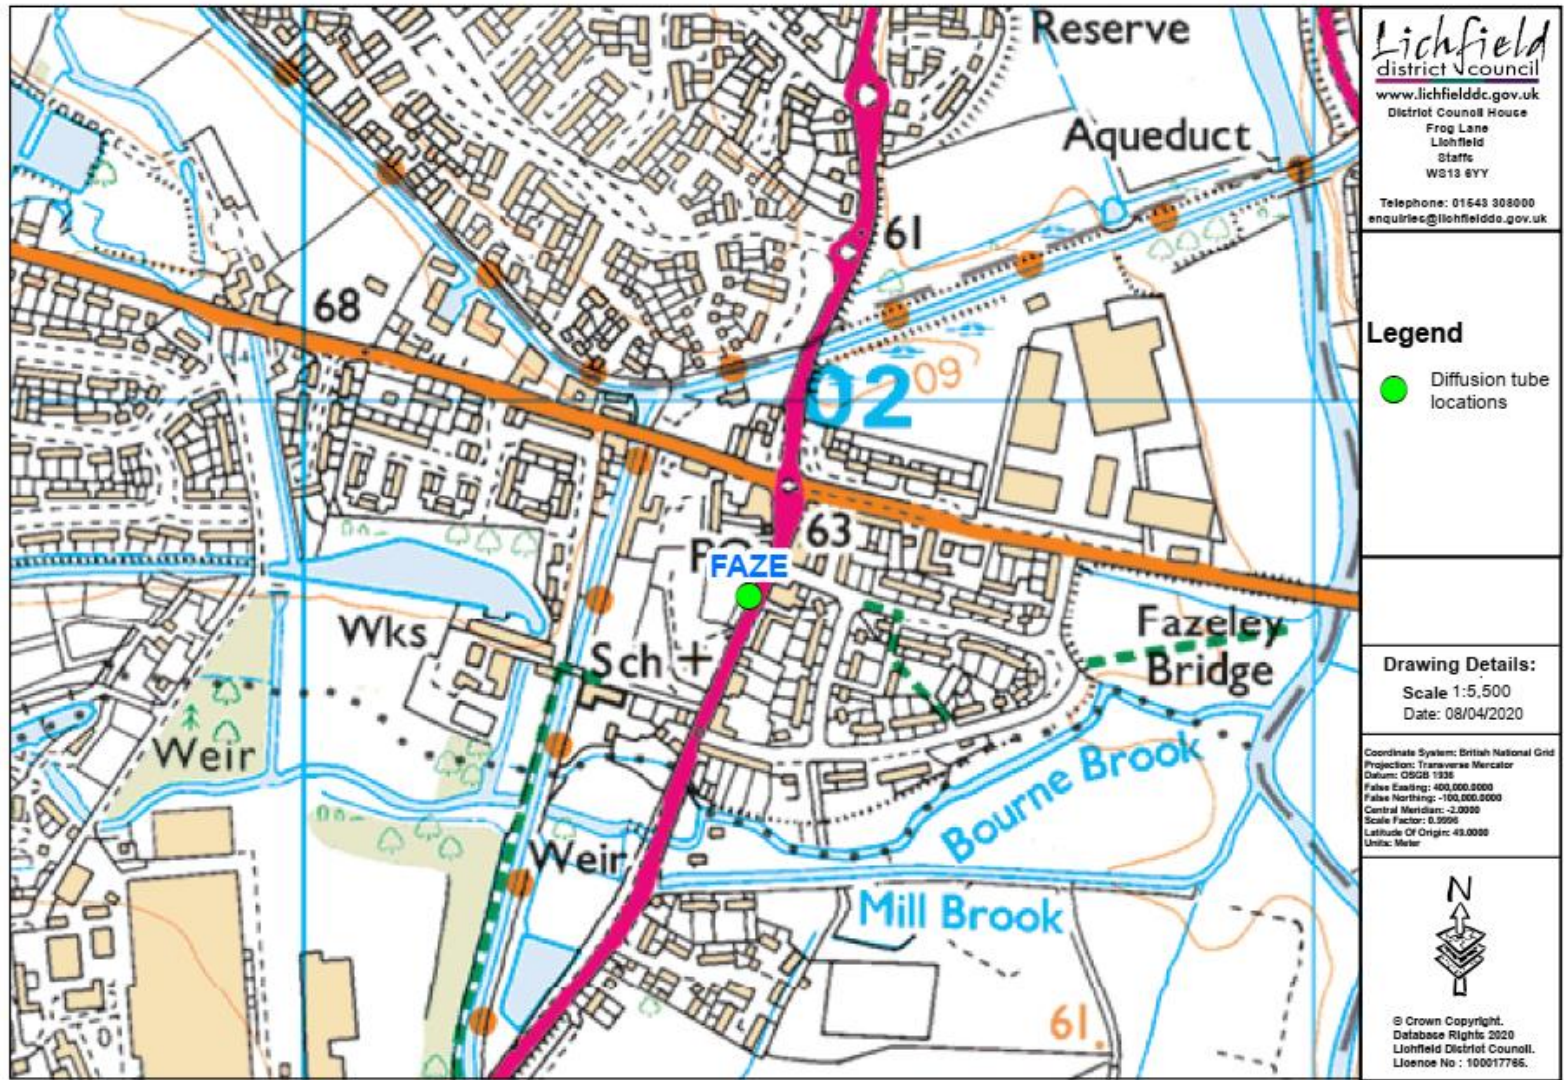 Reserve
Aqueduct
61
68
02
60
63
FAZE
Wks
Sch
Fazeley
Bridge
Weir
Bourne Brook
Weir
Mill Brook
61
Lichfield
district council
www.lichfielddc.gov.uk
District Council House
Frog Lane
Lichfield
Staffs
WS13 6YY
Telephone: 01543 308000
enquiries@lichfielddc.gov.uk
Legend
Diffusion tube
locations
Drawing Details:
Scale 1:5,500
Date: 08/04/2020
Coordinate System: British National Grid
Projection: Transverse Mercator
Datum: OSGB 1936
False Easting: 400,000.0000
False Northing: -100,000.0000
Central Meridian: -2.0000
Scale Factor: 0.9996
Latitude Of Origin: 49.0000
Units: Meter
N
© Crown Copyright.
Database Rights 2020
Lichfield District Council.
Licence No : 100017765.